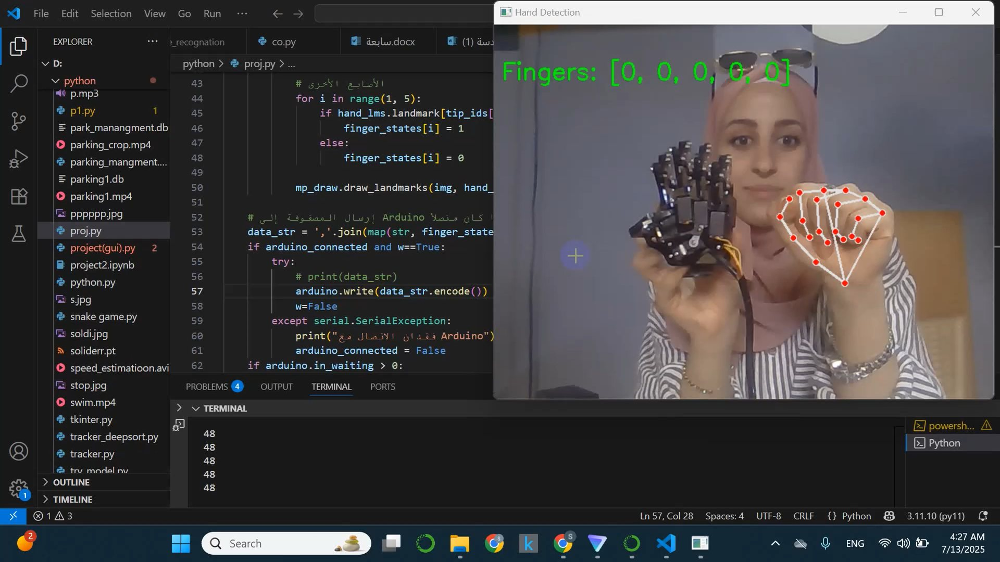 File Edit Selection View Go Run ···
Hand Detection
EXPLORER ···
e_recognation
co.py
سابعة.docx
دسة (1)
D:
python
python > proj.py > ...
p.mp3
p1.py 1
park_manangment.db
parking_crop.mp4
parking_mangment....
parking1.db
parking1.mp4
pppppp.jpg
proj.py
project(gui).py 2
project2.ipynb
python.py
s.jpg
snake game.py
soldi.jpg
soliderr.pt
speed_estimatioon.avi
stop.jpg
swim.mp4
tkinter.py
tracker_deepsort.py
tracker.py
try_model.py
OUTLINE
TIMELINE
43 # الأصابع الأخرى
44 for i in range(1, 5):
45 if hand_lms.landmark[tip_ids[
46 finger_states[i] = 1
47 else:
48 finger_states[i] = 0
49
50 mp_draw.draw_landmarks(img, hand_
51
52 # إرسال المصفوفة إلى Arduino ا كان متصلاً
53 data_str = ','.join(map(str, finger_state
54 if arduino_connected and w==True:
55 try:
56 # print(data_str)
57 arduino.write(data_str.encode())
58 w=False
59 except serial.SerialException:
60 print("فقدان الاتصال مع Arduino")
61 arduino_connected = False
62 if arduino.in_waiting > 0:
Fingers: [0, 0, 0, 0, 0]
PROBLEMS 4 OUTPUT TERMINAL PORTS
TERMINAL
48
48
48
48
48
powersh...
Python
1
1 3
Ln 57, Col 28 Spaces: 4 UTF-8 CRLF {} Python 3.11.10 (py11)
2
Search
S
k
S
ENG
4:27 AM
7/13/2025